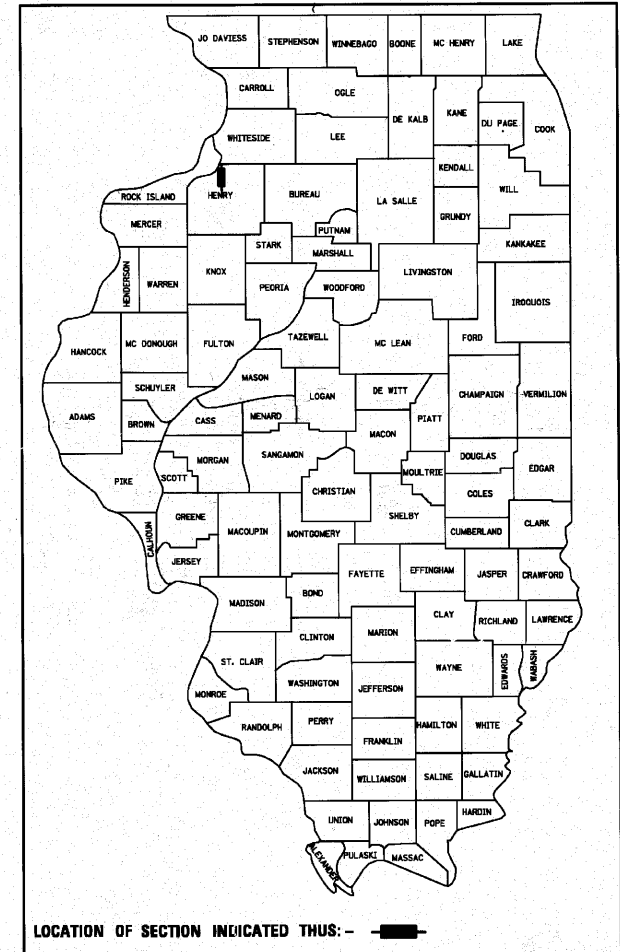 JO DAVIESS STEPHENSON WINNEBAGO BOONE MC HENRY LAKE
CARROLL OGLE
DE KALB KANE DU PAGE COOK
WHITESIDE LEE
KENDALL WILL
ROCK ISLAND HENRY BUREAU LA SALLE
MERCER GRUNDY
PUTNAM
STARK MARSHALL KANKAKEE
HENDERSON WARREN KNOX PEORIA WOODFORD LIVINGSTON
IROQUOIS
HANCOCK MC DONOUGH FULTON TAZEWELL MC LEAN FORD
SCHUYLER MASON LOGAN DE WITT CHAMPAIGN VERMILION
ADAMS BROWN CASS MENARD MACON PIATT
PIKE SCOTT MORGAN SANGAMON MOULTRIE DOUGLAS EDGAR
CHRISTIAN COLES
CALHOUN GREENE MACOUPIN MONTGOMERY SHELBY CUMBERLAND CLARK
JERSEY FAYETTE EFFINGHAM JASPER CRAWFORD
MADISON BOND CLAY RICHLAND LAWRENCE
CLINTON MARION
ST. CLAIR WAYNE EDWARDS WABASH
MONROE WASHINGTON JEFFERSON
RANDOLPH PERRY HAMILTON WHITE
FRANKLIN
JACKSON WILLIAMSON SALINE GALLATIN
UNION JOHNSON POPE HARDIN
ALEXANDER PULASKI MASSAC
LOCATION OF SECTION INDICATED THUS: -